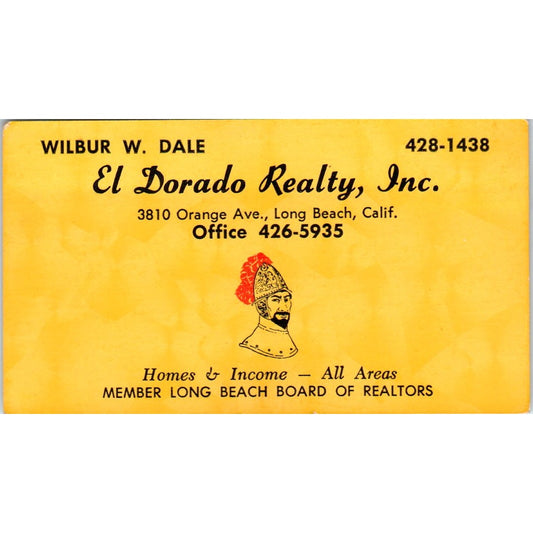 WILBUR W. DALE 428-1438
El Dorado Realty, Inc.
3810 Orange Ave., Long Beach, Calif.
Office 426-5935
Homes & Income — All Areas
MEMBER LONG BEACH BOARD OF REALTORS